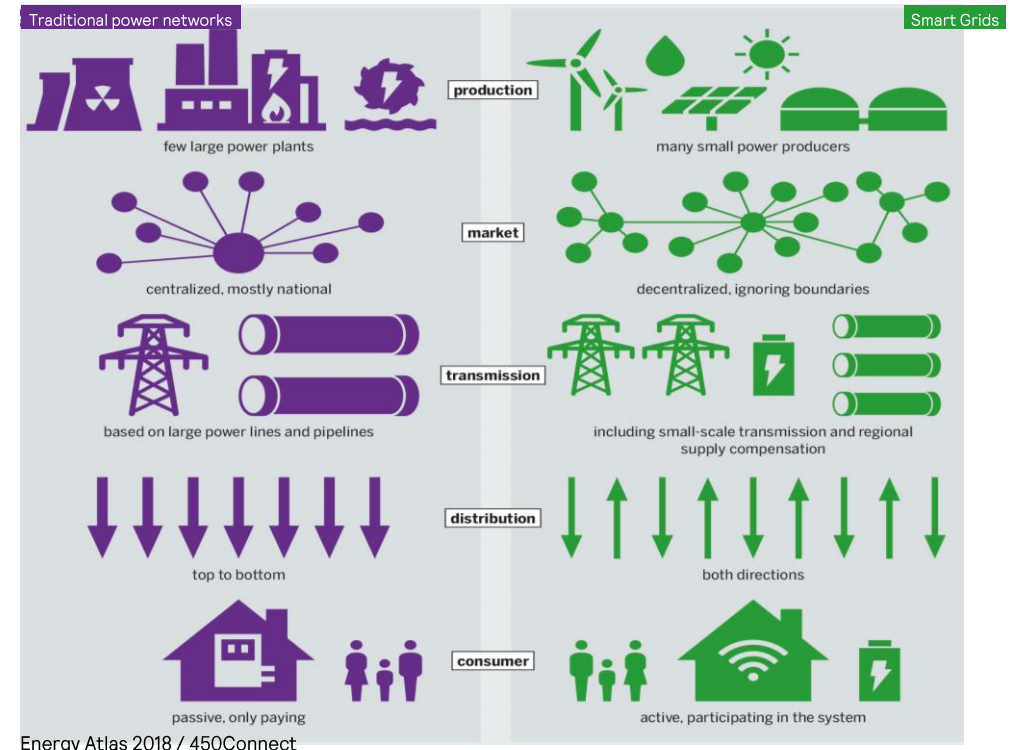 Traditional power networks
Smart Grids
production
few large power plants
many small power producers
market
centralized, mostly national
decentralized, ignoring boundaries
transmission
based on large power lines and pipelines
including small-scale transmission and regional
supply compensation
distribution
top to bottom
both directions
consumer
passive, only paying
active, participating in the system
Energy Atlas 2018 / 450Connect